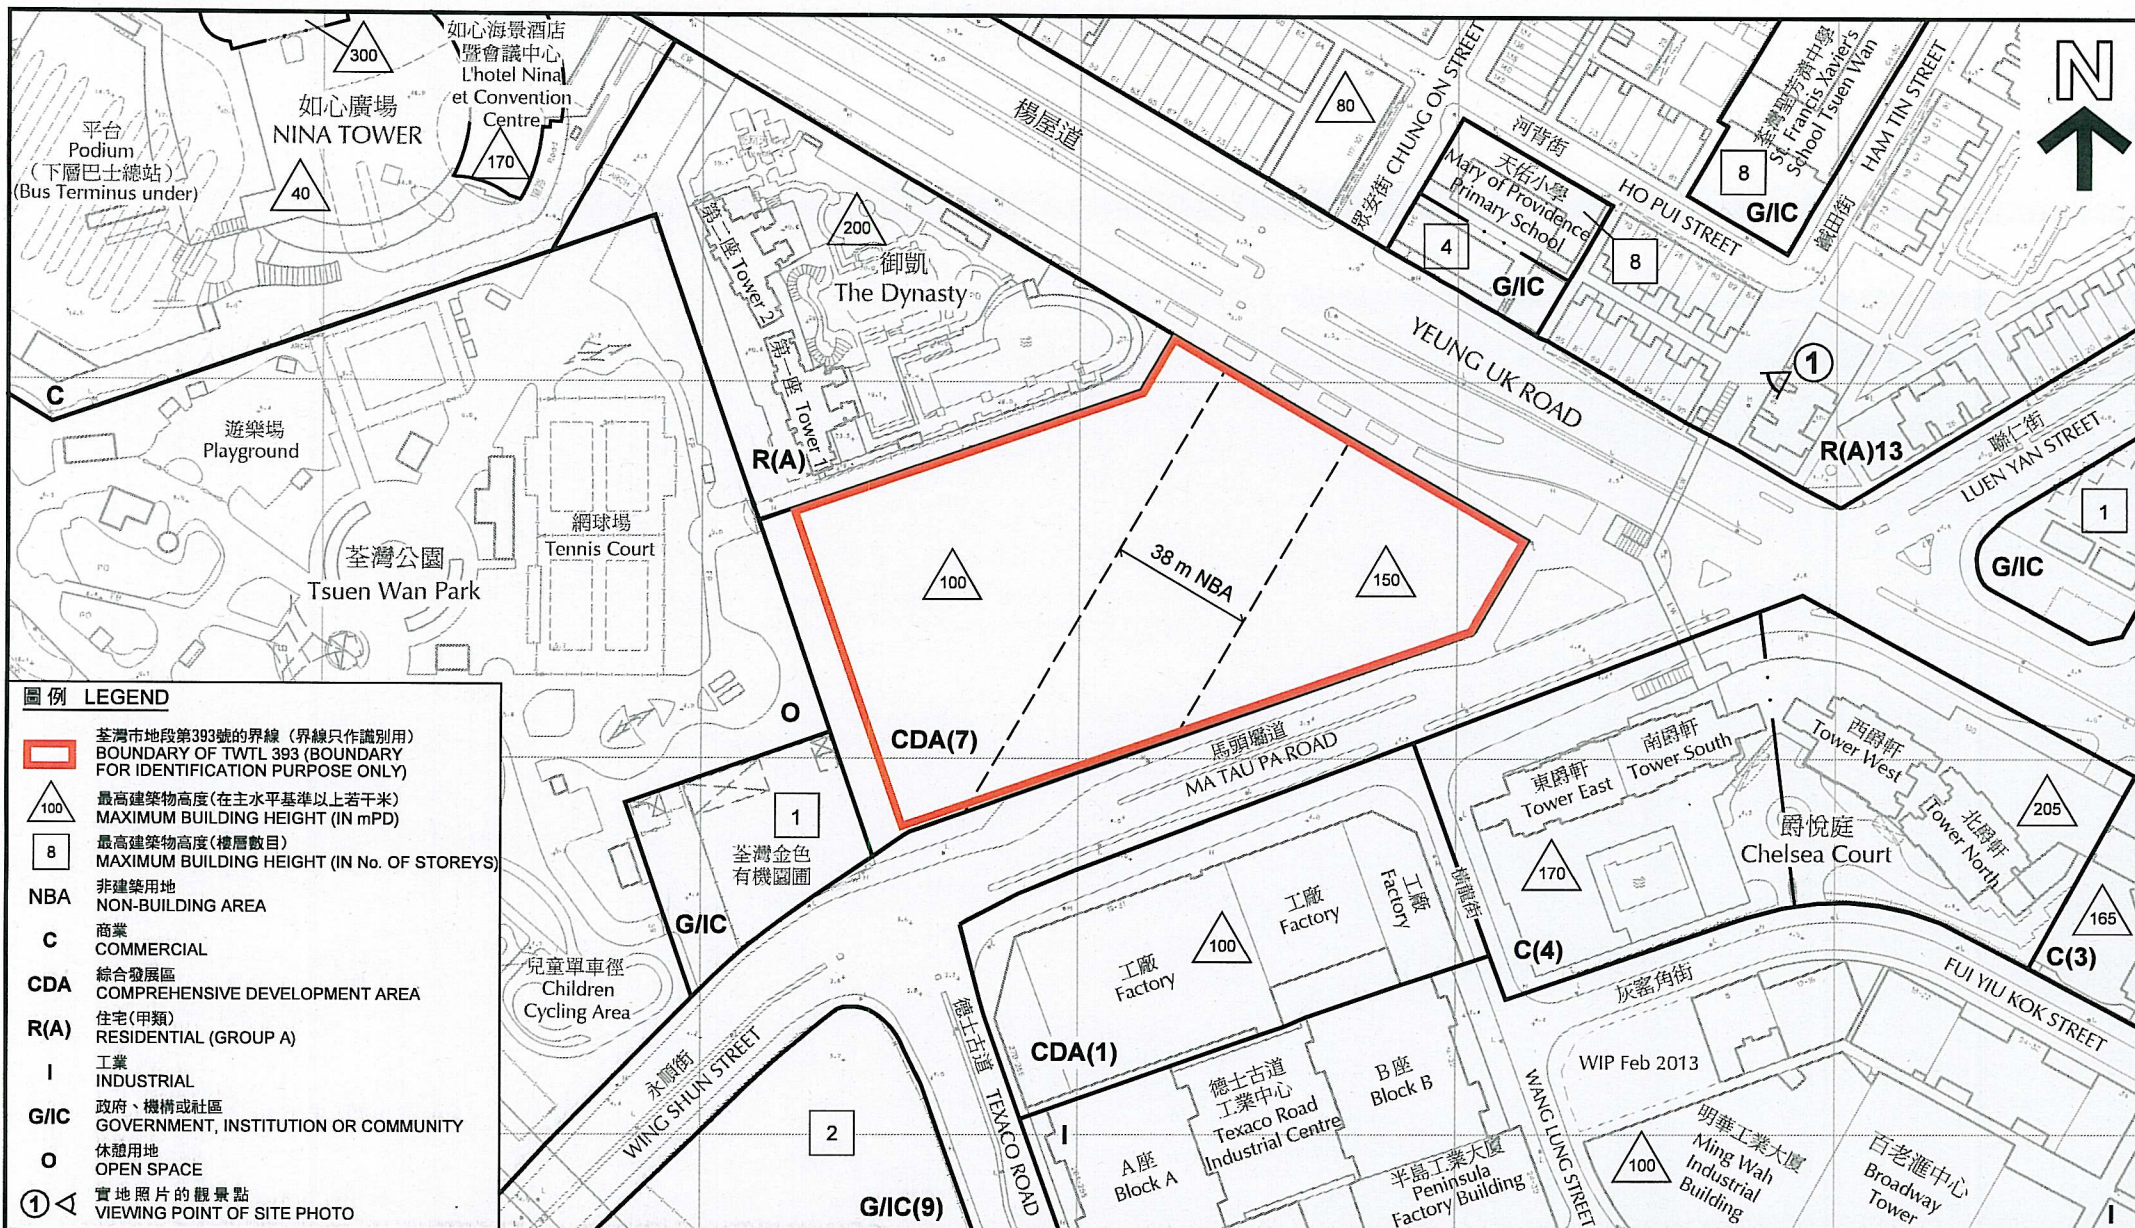 300
如心海景酒店
暨會議中心
L'hotel Nina
et Convention
Centre
170
如心廣場
NINA TOWER
40
平台
Podium
(下層巴士總站)
(Bus Terminus under)
C
遊樂場
Playground
荃灣公園
Tsuen Wan Park
網球場
Tennis Court
第二座 Tower 2
第一座 Tower 1
200
御凱
The Dynasty
R(A)
楊屋道
YEUNG UK ROAD
80
眾安街 CHUNG ON STREET
河背街
HO PUI STREET
天佑小學
Mary of Providence
Primary School
4
G/IC
8
荃灣聖芳濟中學
St. Francis Xavier's
School Tsuen Wan
8
G/IC
HAM TIN STREET
鹹田街
N
1
R(A)13
聯仁街
LUEN YAN STREET
1
G/IC
100
38 m NBA
150
CDA(7)
O
馬頭壩道
MA TAU PA ROAD
1
荃灣金色
有機園圃
G/IC
兒童單車徑
Children
Cycling Area
永順街
WING SHUN STREET
2
G/IC(9)
德士古道
TEXACO ROAD
工廠
Factory
100
工廠
Factory
工廠
Factory
CDA(1)
橫龍街
WANG LUNG STREET
I
A座
Block A
德士古道
工業中心
Texaco Road
Industrial Centre
B座
Block B
半島工業大廈
Peninsula
Factory Building
東爵軒
Tower East
南爵軒
Tower South
西爵軒
Tower West
北爵軒
Tower North
爵悅庭
Chelsea Court
170
205
165
C(4)
C(3)
灰窰角街
FUI YIU KOK STREET
WIP Feb 2013
100
明華工業大廈
Ming Wah
Industrial
Building
百老滙中心
Broadway
Tower
I
圖例 LEGEND
荃灣市地段第393號的界線 (界線只作識別用)
BOUNDARY OF TWTL 393 (BOUNDARY
FOR IDENTIFICATION PURPOSE ONLY)
100
最高建築物高度(在主水平基準以上若干米)
MAXIMUM BUILDING HEIGHT (IN mPD)
8
最高建築物高度(樓層數目)
MAXIMUM BUILDING HEIGHT (IN No. OF STOREYS)
NBA
非建築用地
NON-BUILDING AREA
C
商業
COMMERCIAL
CDA
綜合發展區
COMPREHENSIVE DEVELOPMENT AREA
R(A)
住宅(甲類)
RESIDENTIAL (GROUP A)
I
工業
INDUSTRIAL
G/IC
政府、機構或社區
GOVERNMENT, INSTITUTION OR COMMUNITY
O
休憩用地
OPEN SPACE
1
實地照片的觀景點
VIEWING POINT OF SITE PHOTO